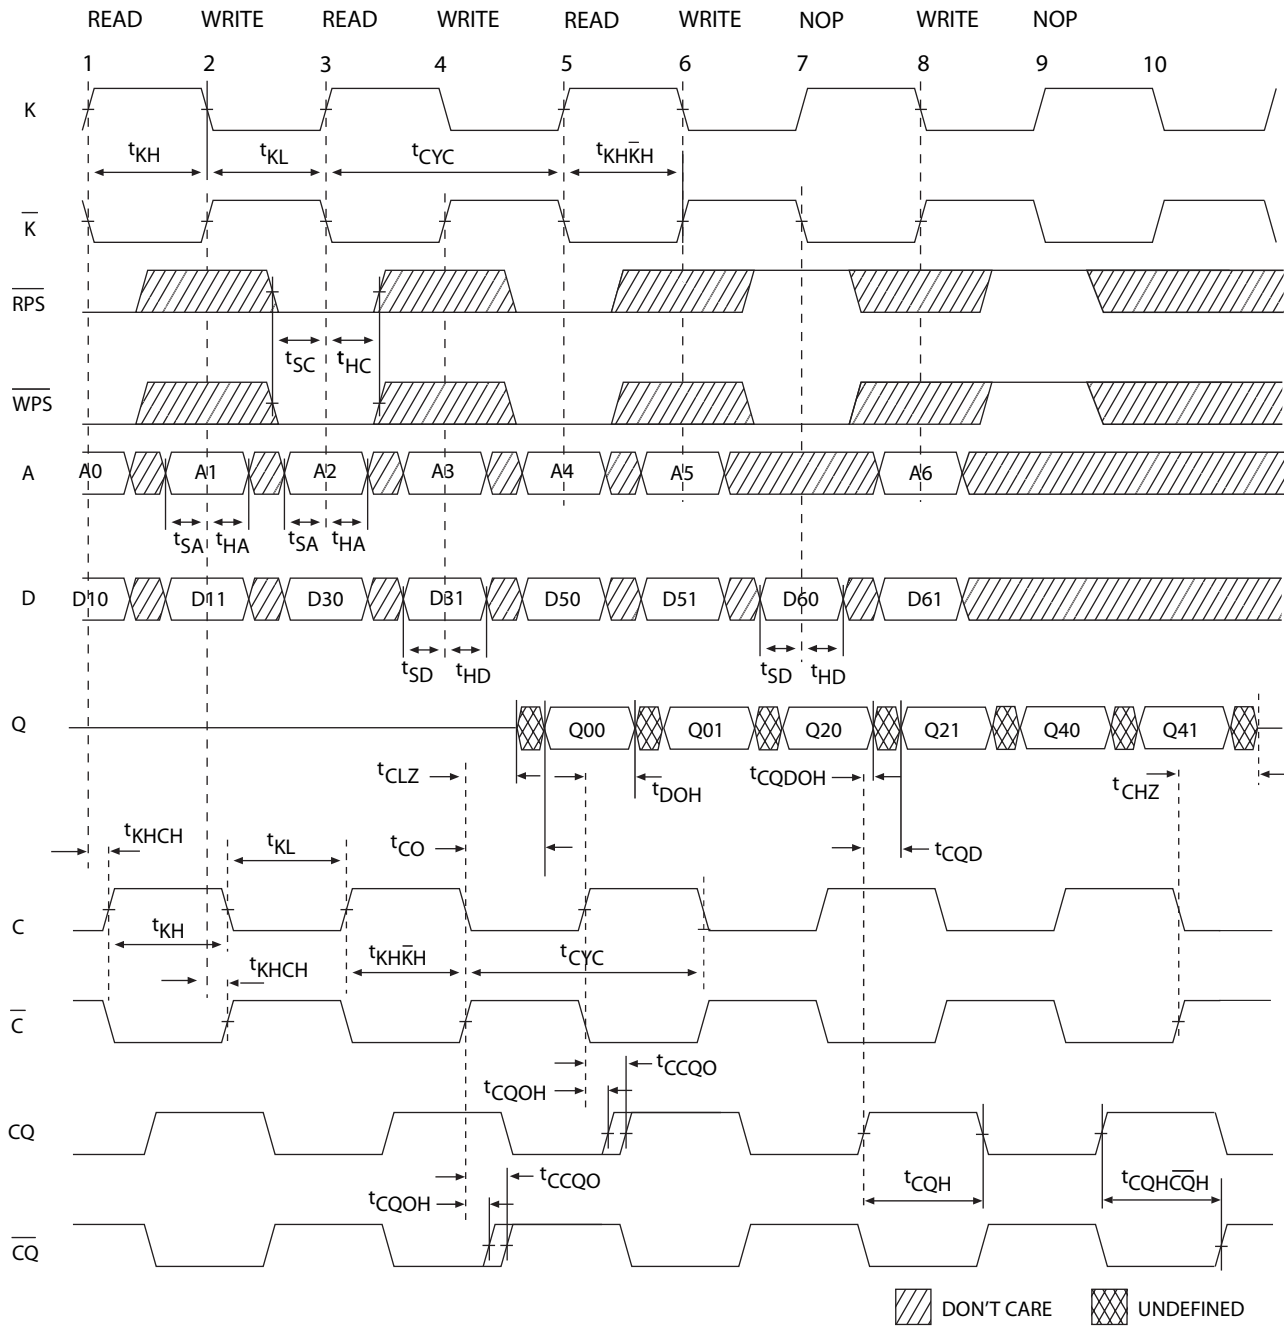 READ WRITE READ WRITE READ WRITE NOP WRITE NOP
1 2 3 4 5 6 7 8 9 10
K
tKH tKL tCYC tKHK̅H
K̅
R̅P̅S̅
tSC tHC
W̅P̅S̅
A A0 A1 A2 A3 A4 A5 A6
tSA tHA tSA tHA
D D10 D11 D30 D31 D50 D51 D60 D61
tSD tHD tSD tHD
Q Q00 Q01 Q20 Q21 Q40 Q41
tCLZ tDOH tCQDOH tCHZ
tKHCH tKL tCO tCQD
C
tKH tKHK̅H tCYC
tKHCH
C̅
tCCQO
tCQOH
CQ
tCCQO tCQH tCQHC̅Q̅H
tCQOH
C̅Q̅
DON'T CARE UNDEFINED